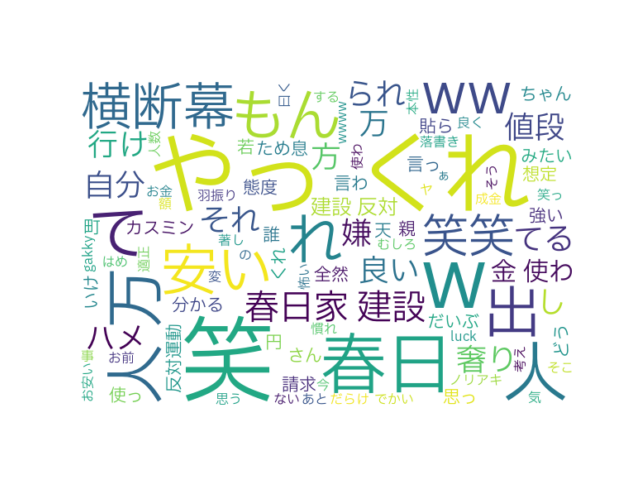 横断幕
もん
られ
ww
ちゃん
曰く
する
wwww
本性
貼ら
良く
値段
行け
人数
若
ため息
方
万
落書き
みたい
言っ
ぁ
想定
やっ
くれ
使わ
自分
お金
額
羽振り
態度
言わ
ヤ
そう
笑っ
成金
建設 反対
カスミン
それ
誰
嫌
天
親
笑笑
てる
強い
て
れ
むしろ
町
gakky
著し
の
くれ
安い
適正
はめ
変
怖い
全然
良い
w
金
使わ
いけ
万
分かる
春日家
建設
出
し
ハメ
人
円
慣れ
だいぶ
どう
luck
反対運動
笑
春日
さん
奢り
考え
そこ
事
お前
お安い
請求
今
ノリアキ
人
使っ
思う
ない
あと
だらけ
でかい
思っ
気